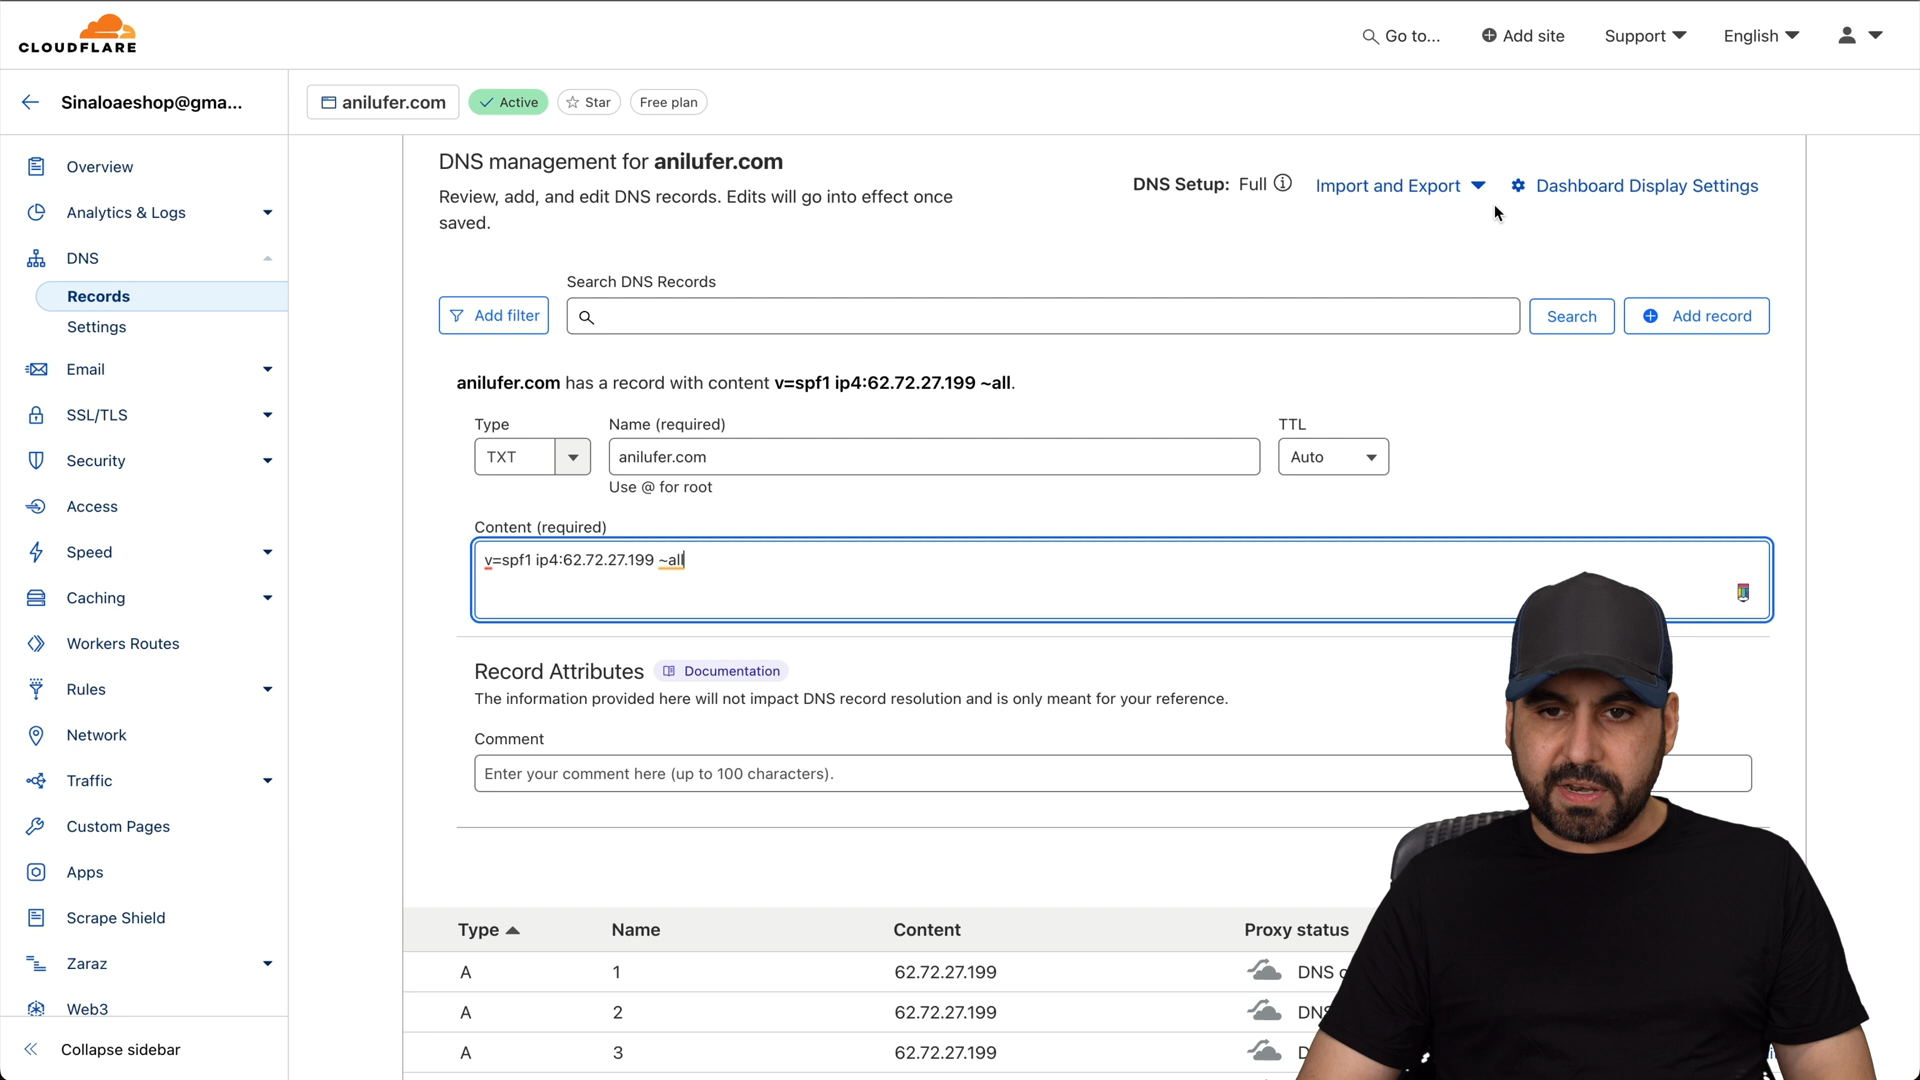 CLOUDFLARE
Go to...
Add site
Support
English
Sinaloaeshop@gma...
anilufer.com
Active
Star
Free plan
Overview
Analytics & Logs
DNS
Records
Settings
Email
SSL/TLS
Security
Access
Speed
Caching
Workers Routes
Rules
Network
Traffic
Custom Pages
Apps
Scrape Shield
Zaraz
Web3
Collapse sidebar
DNS management for anilufer.com
Review, add, and edit DNS records. Edits will go into effect once
saved.
DNS Setup: Full
Import and Export
Dashboard Display Settings
Search DNS Records
Add filter
Search
Add record
anilufer.com has a record with content v=spf1 ip4:62.72.27.199 ~all.
Type
Name (required)
TTL
TXT
anilufer.com
Auto
Use @ for root
Content (required)
v=spf1 ip4:62.72.27.199 ~all
Record Attributes
Documentation
The information provided here will not impact DNS record resolution and is only meant for your reference.
Comment
Enter your comment here (up to 100 characters).
Type Name Content Proxy status
A 1 62.72.27.199 DNS
A 2 62.72.27.199 DNS
A 3 62.72.27.199